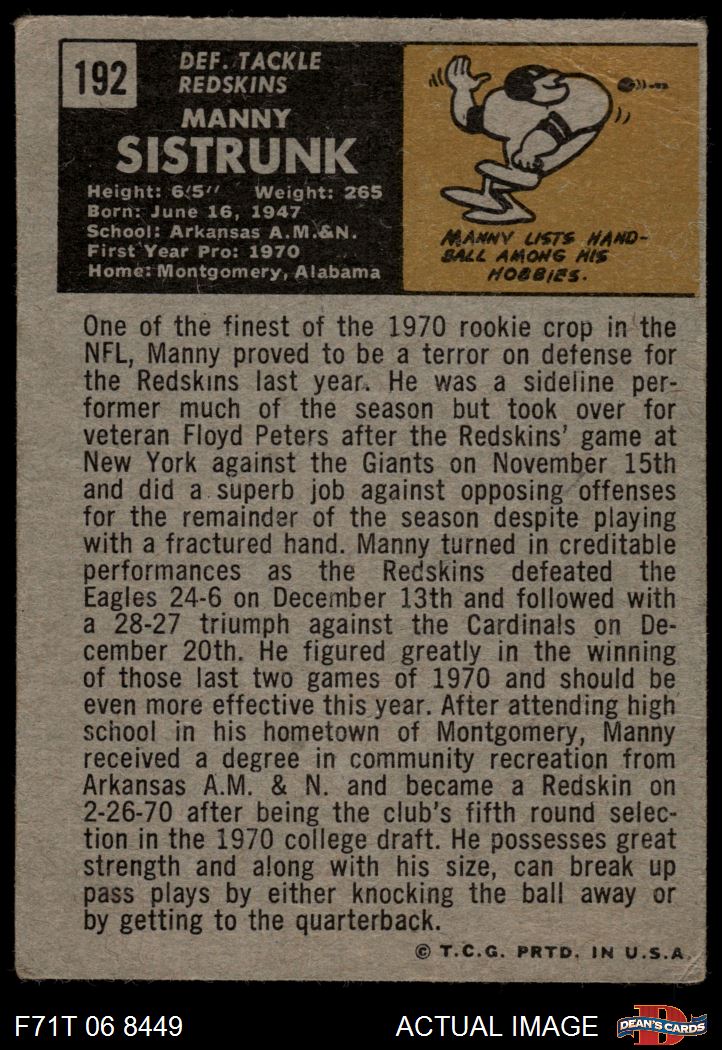 192
DEF. TACKLE
REDSKINS
MANNY
SISTRUNK
Height: 6'5'' Weight: 265
Born: June 16, 1947
School: Arkansas A.M.&N.
First Year Pro: 1970
Home: Montgomery, Alabama
MANNY LISTS HAND-
BALL AMONG HIS
HOBBIES.
One of the finest of the 1970 rookie crop in the
NFL, Manny proved to be a terror on defense for
the Redskins last year. He was a sideline per-
former much of the season but took over for
veteran Floyd Peters after the Redskins' game at
New York against the Giants on November 15th
and did a superb job against opposing offenses
for the remainder of the season despite playing
with a fractured hand. Manny turned in creditable
performances as the Redskins defeated the
Eagles 24-6 on December 13th and followed with
a 28-27 triumph against the Cardinals on De-
cember 20th. He figured greatly in the winning
of those last two games of 1970 and should be
even more effective this year. After attending high
school in his hometown of Montgomery, Manny
received a degree in community recreation from
Arkansas A.M. & N. and became a Redskin on
2-26-70 after being the club's fifth round selec-
tion in the 1970 college draft. He possesses great
strength and along with his size, can break up
pass plays by either knocking the ball away or
by getting to the quarterback.
© T.C.G. PRTD. IN U.S.A.
F71T 06 8449 ACTUAL IMAGE D DEAN'S CARDS